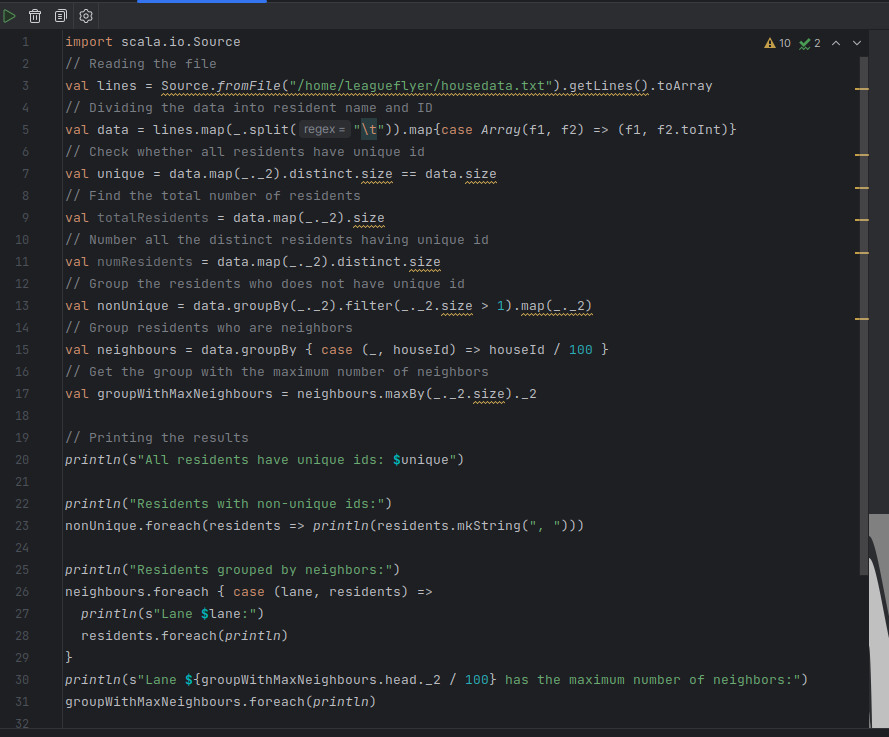 10 2
1 import scala.io.Source
2 // Reading the file
3 val lines = Source.fromFile("/home/leagueflyer/housedata.txt").getLines().toArray
4 // Dividing the data into resident name and ID
5 val data = lines.map(_.split( regex = "\t")).map{case Array(f1, f2) => (f1, f2.toInt)}
6 // Check whether all residents have unique id
7 val unique = data.map(_._2).distinct.size == data.size
8 // Find the total number of residents
9 val totalResidents = data.map(_._2).size
10 // Number all the distinct residents having unique id
11 val numResidents = data.map(_._2).distinct.size
12 // Group the residents who does not have unique id
13 val nonUnique = data.groupBy(_._2).filter(_._2.size > 1).map(_._2)
14 // Group residents who are neighbors
15 val neighbours = data.groupBy { case (_, houseId) => houseId / 100 }
16 // Get the group with the maximum number of neighbors
17 val groupWithMaxNeighbours = neighbours.maxBy(_._2.size)._2
18
19 // Printing the results
20 println(s"All residents have unique ids: $unique")
21
22 println("Residents with non-unique ids:")
23 nonUnique.foreach(residents => println(residents.mkString(", ")))
24
25 println("Residents grouped by neighbors:")
26 neighbours.foreach { case (lane, residents) =>
27   println(s"Lane $lane:")
28   residents.foreach(println)
29 }
30 println(s"Lane ${groupWithMaxNeighbours.head._2 / 100} has the maximum number of neighbors:")
31 groupWithMaxNeighbours.foreach(println)
32